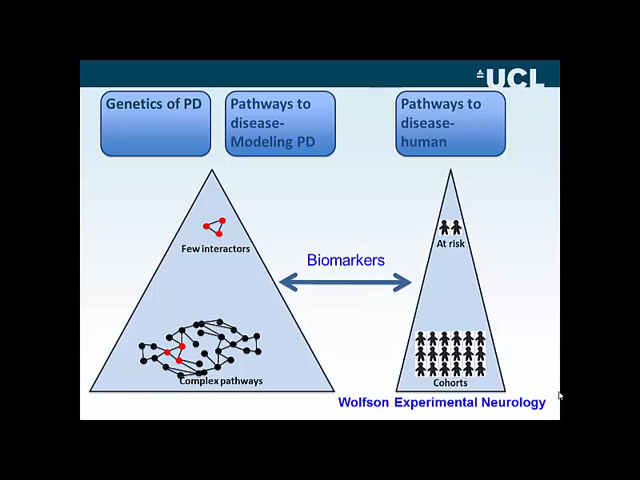 UCL
Genetics of PD
Pathways to
disease-
Modeling PD
Pathways to
disease-
human
Few interactors
At risk
Biomarkers
Complex pathways
Cohorts
Wolfson Experimental Neurology